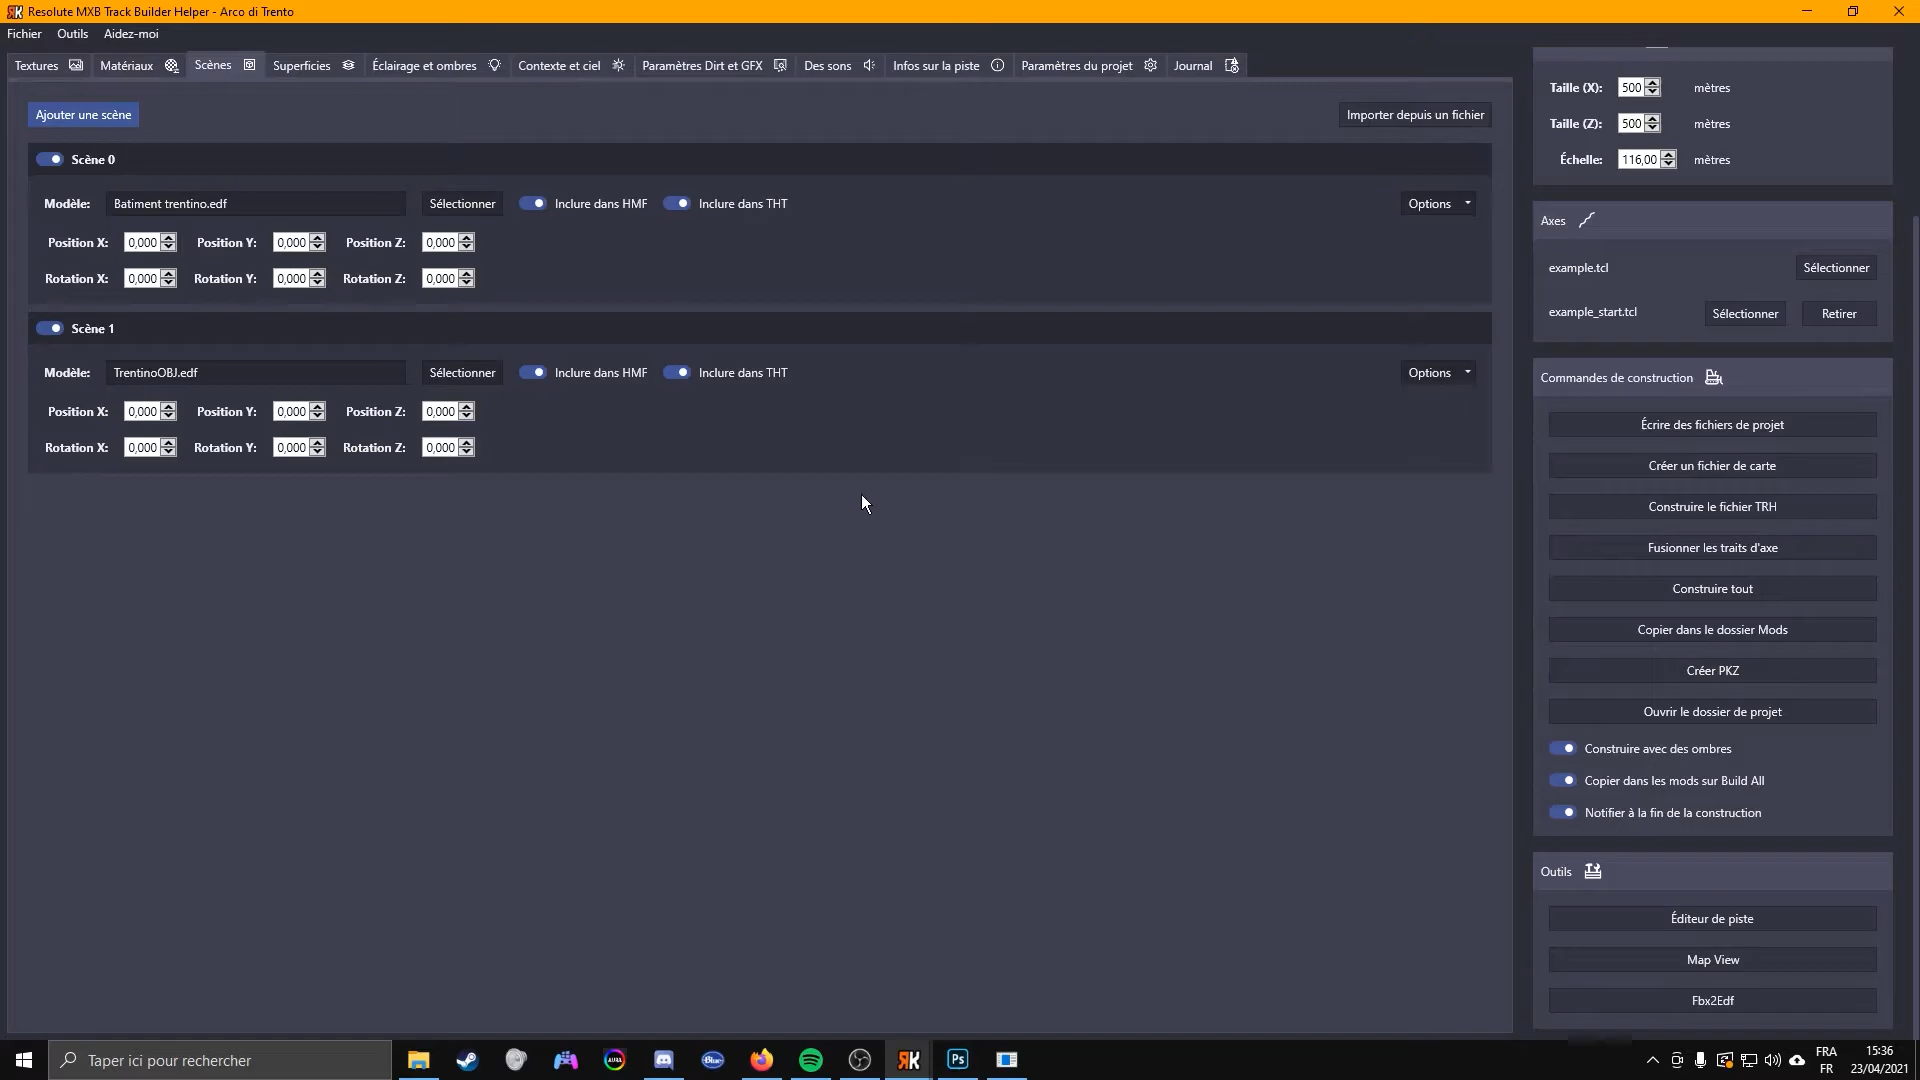 Resolute MXB Track Builder Helper - Arco di Trento
Fichier Outils Aidez-moi
Textures Matériaux Scènes Superficies Éclairage et ombres Contexte et ciel Paramètres Dirt et GFX Des sons Infos sur la piste Paramètres du projet Journal
Ajouter une scène Importer depuis un fichier
Scène 0
Modèle: Batiment trentino.edf Sélectionner Inclure dans HMF Inclure dans THT Options
Position X: 0,000 Position Y: 0,000 Position Z: 0,000
Rotation X: 0,000 Rotation Y: 0,000 Rotation Z: 0,000
Scène 1
Modèle: TrentinoOBJ.edf Sélectionner Inclure dans HMF Inclure dans THT Options
Position X: 0,000 Position Y: 0,000 Position Z: 0,000
Rotation X: 0,000 Rotation Y: 0,000 Rotation Z: 0,000
Taille (X): 500 mètres
Taille (Z): 500 mètres
Échelle: 116,00 mètres
Axes
example.tcl Sélectionner
example_start.tcl Sélectionner Retirer
Commandes de construction
Écrire des fichiers de projet
Créer un fichier de carte
Construire le fichier TRH
Fusionner les traits d'axe
Construire tout
Copier dans le dossier Mods
Créer PKZ
Ouvrir le dossier de projet
Construire avec des ombres
Copier dans les mods sur Build All
Notifier à la fin de la construction
Outils
Éditeur de piste
Map View
Fbx2Edf
Taper ici pour rechercher
AURA
Blue
RK
Ps
FRA
FR
15:36
23/04/2021